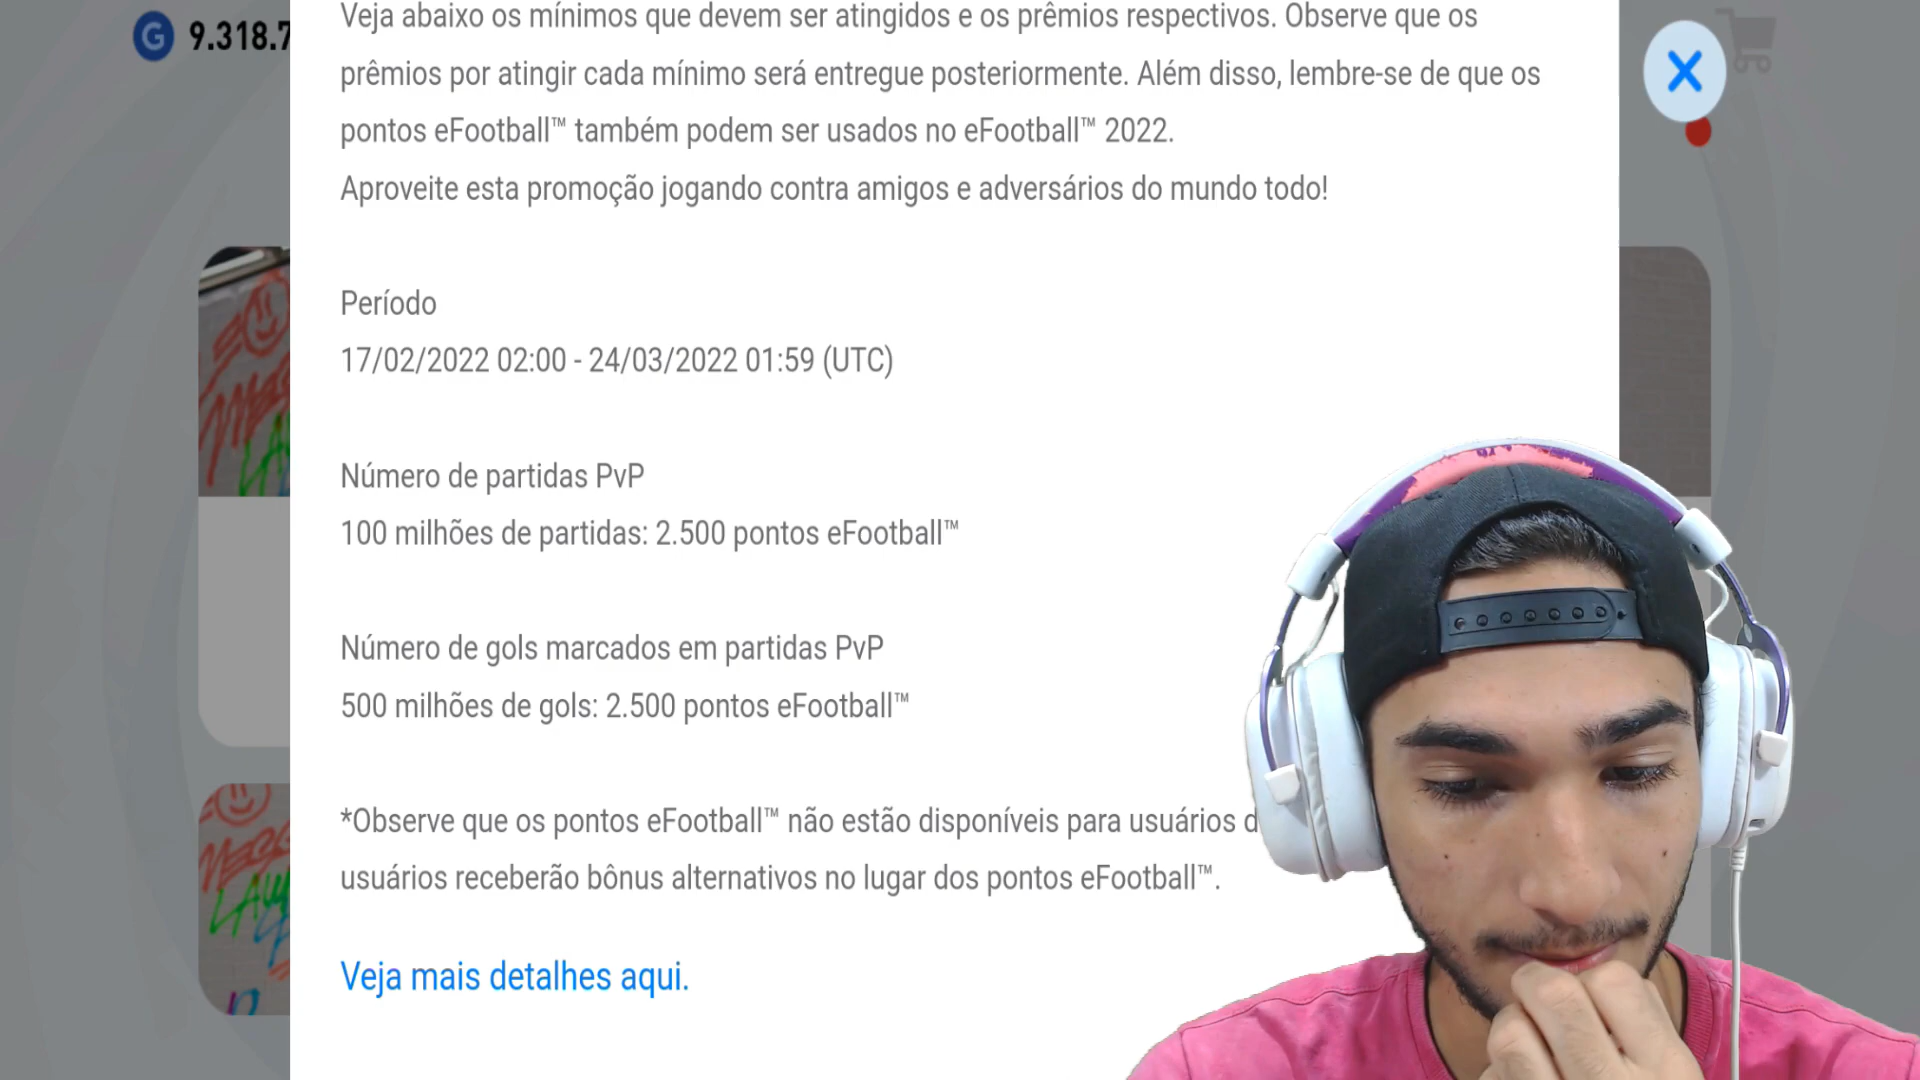 G 9.318.7
Veja abaixo os mínimos que devem ser atingidos e os prêmios respectivos. Observe que os
prêmios por atingir cada mínimo será entregue posteriormente. Além disso, lembre-se de que os
pontos eFootball™ também podem ser usados no eFootball™ 2022.
Aproveite esta promoção jogando contra amigos e adversários do mundo todo!
Período
17/02/2022 02:00 - 24/03/2022 01:59 (UTC)
Número de partidas PvP
100 milhões de partidas: 2.500 pontos eFootball™
Número de gols marcados em partidas PvP
500 milhões de gols: 2.500 pontos eFootball™
*Observe que os pontos eFootball™ não estão disponíveis para usuários
usuários receberão bônus alternativos no lugar dos pontos eFootball™.
Veja mais detalhes aqui.